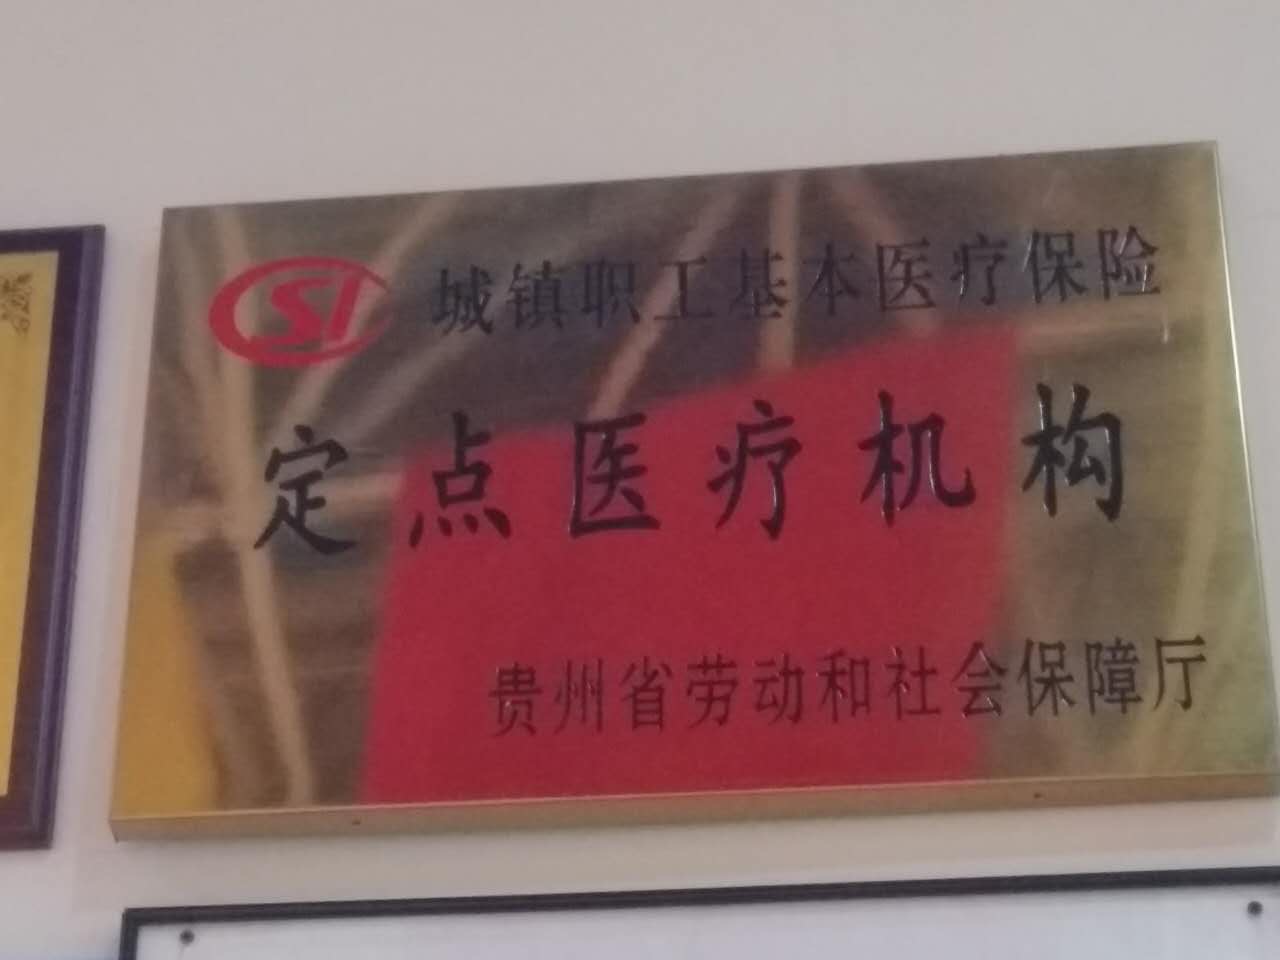 SI 城镇职工基本医疗保险
定点医疗机构
贵州省劳动和社会保障厅